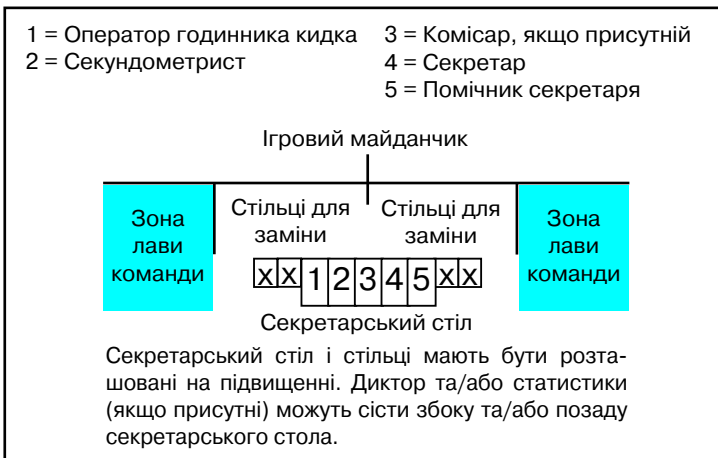 1 = Оператор годинника кидка
2 = Секундометрист
3 = Комісар, якщо присутній
4 = Секретар
5 = Помічник секретаря
Ігровий майданчик
Зона
лави
команди
Стільці для
заміни
Стільці для
заміни
Зона
лави
команди
x x 1 2 3 4 5 x x
Секретарський стіл
Секретарський стіл і стільці мають бути розта-
шовані на підвищенні. Диктор та/або статистики
(якщо присутні) можуть сісти збоку та/або позаду
секретарського стола.